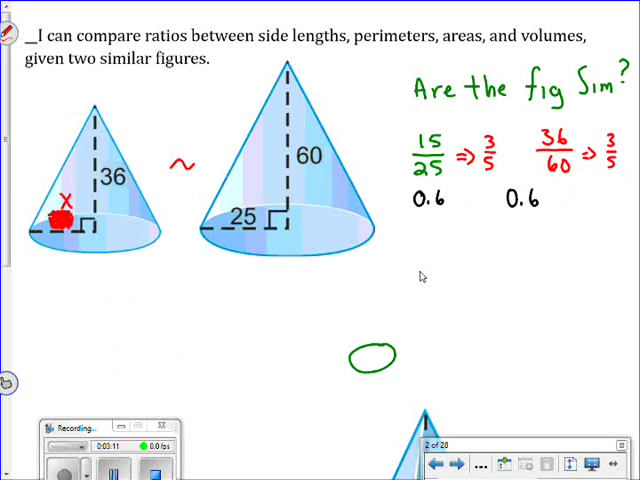 _I can compare ratios between side lengths, perimeters, areas, and volumes,
given two similar figures.
Are the fig Sim?
15/25 => 3/5 36/60 => 3/5
0.6 0.6
36
x
~
60
25
Recording...
0:03:11
0.0 fps
2 of 28
...